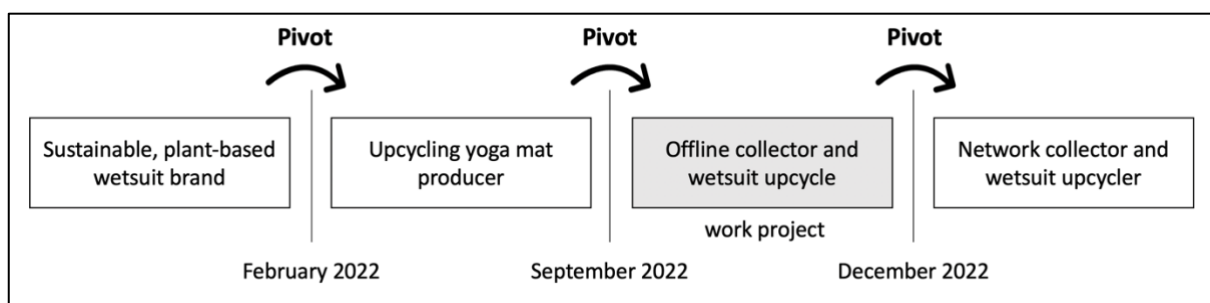 Pivot
Pivot
Pivot
Sustainable, plant-based
wetsuit brand
Upcycling yoga mat
producer
Offline collector and
wetsuit upcycle
Network collector and
wetsuit upcycler
work project
February 2022
September 2022
December 2022